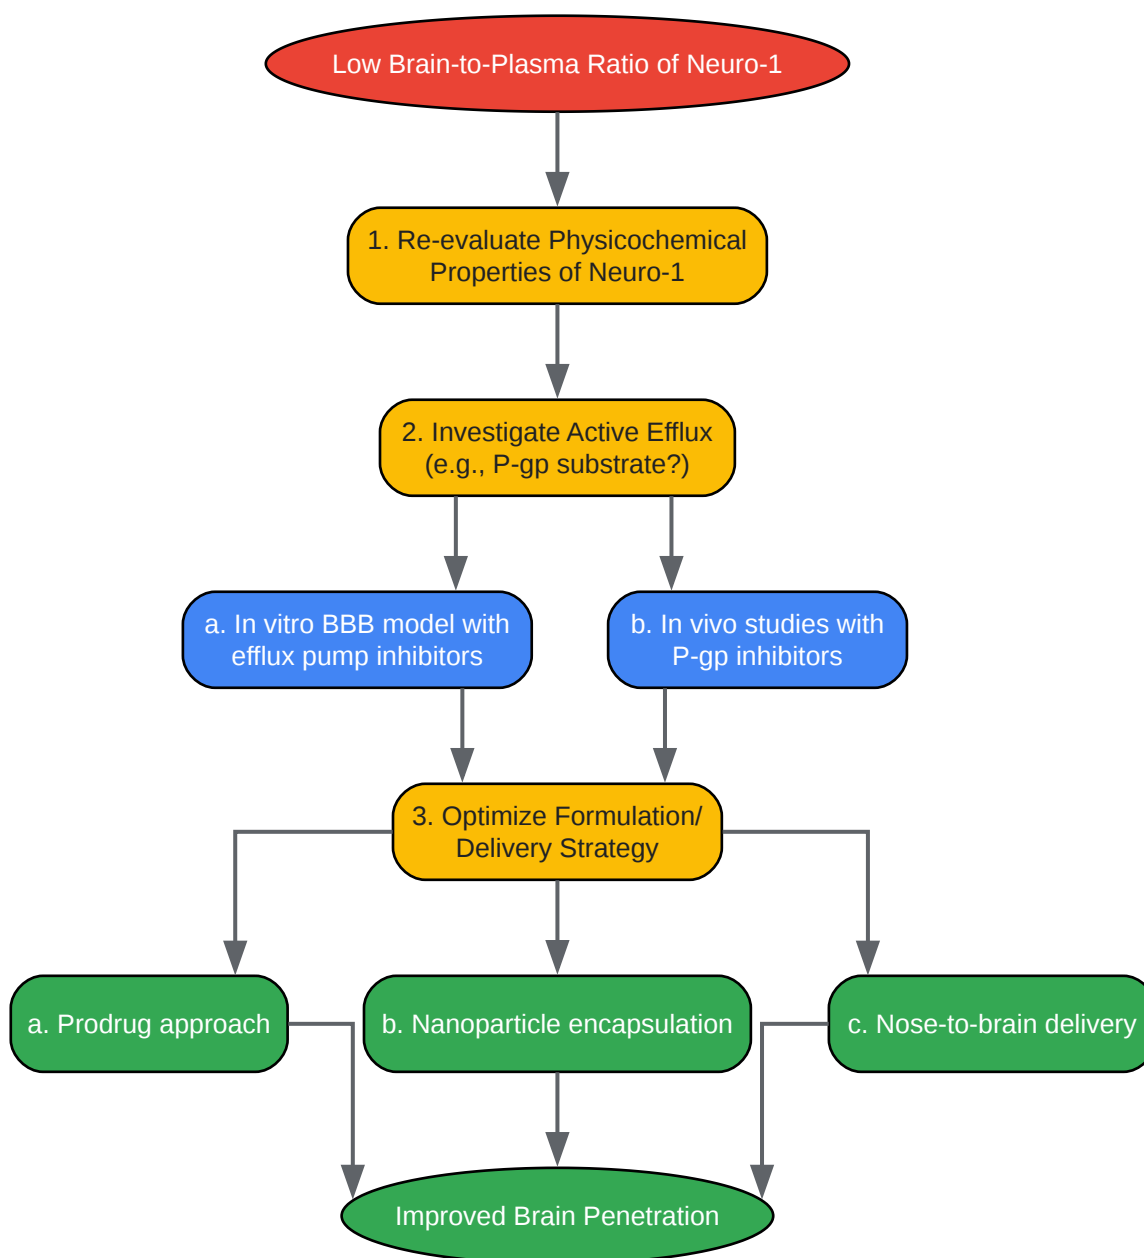 Low Brain-to-Plasma Ratio of Neuro-1
1. Re-evaluate Physicochemical
Properties of Neuro-1
2. Investigate Active Efflux
(e.g., P-gp substrate?)
a. In vitro BBB model with
efflux pump inhibitors
b. In vivo studies with
P-gp inhibitors
3. Optimize Formulation/
Delivery Strategy
a. Prodrug approach
b. Nanoparticle encapsulation
c. Nose-to-brain delivery
Improved Brain Penetration